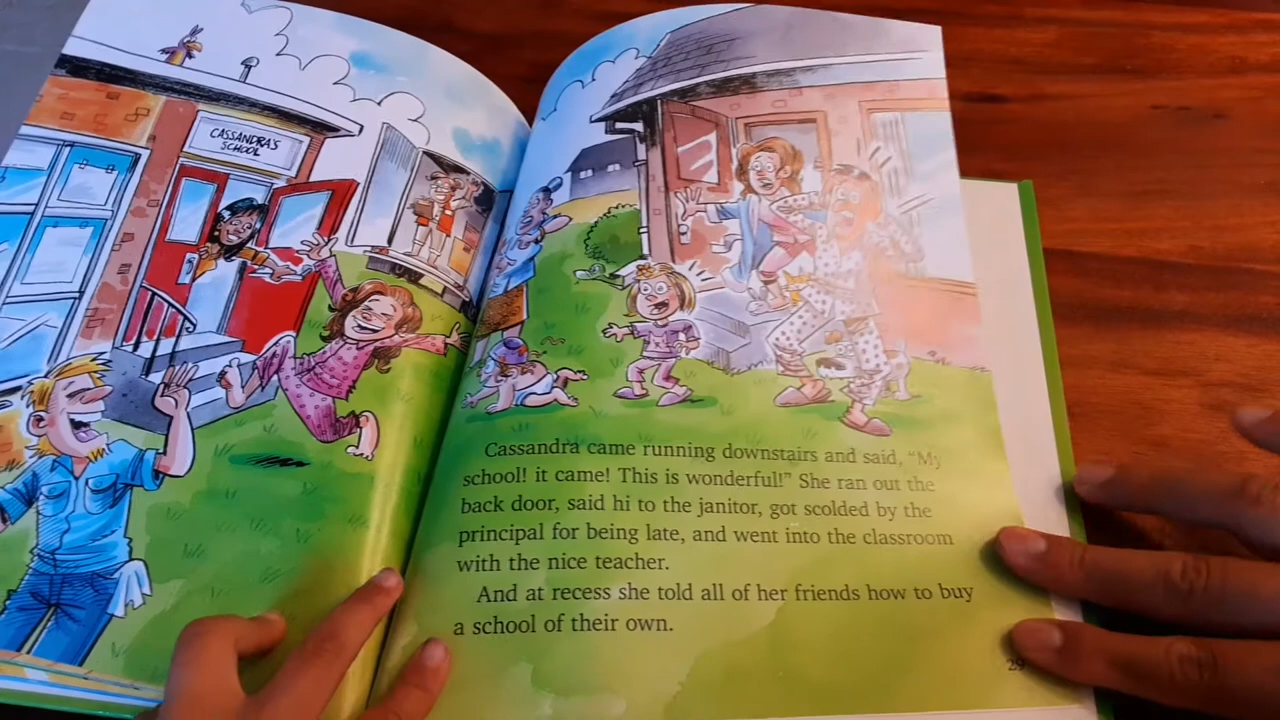 CASSANDRA'S
SCHOOL
Cassandra came running downstairs and said, "My
school! it came! This is wonderful!" She ran out the
back door, said hi to the janitor, got scolded by the
principal for being late, and went into the classroom
with the nice teacher.
And at recess she told all of her friends how to buy
a school of their own.
29